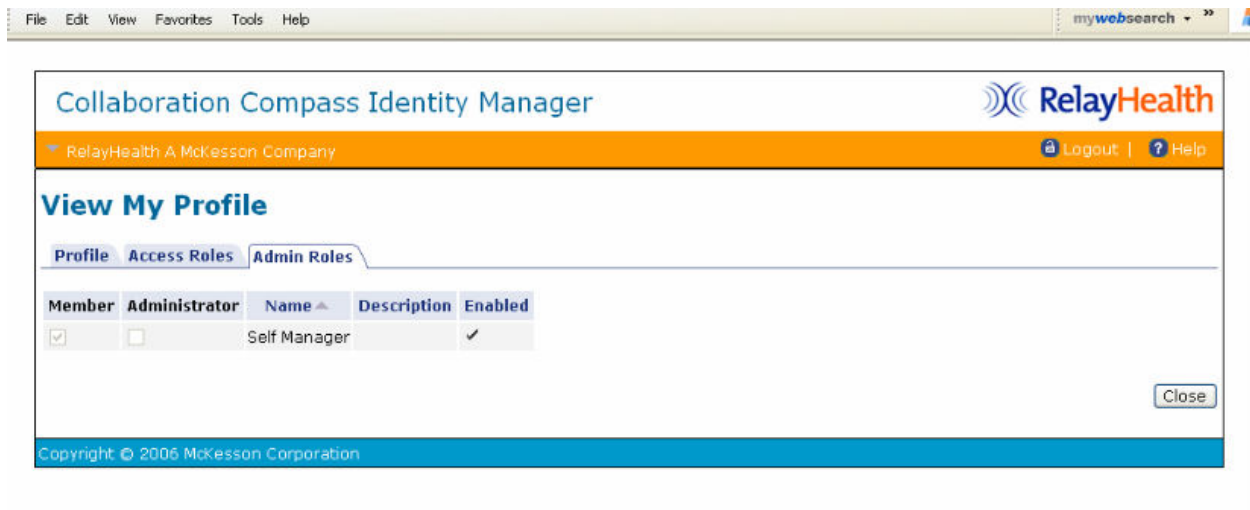 File Edit View Favorites Tools Help mywebsearch »
Collaboration Compass Identity Manager RelayHealth
RelayHealth A McKesson Company Logout | ? Help
View My Profile
Profile Access Roles Admin Roles
Member Administrator Name Description Enabled
Self Manager
Close
Copyright © 2006 McKesson Corporation